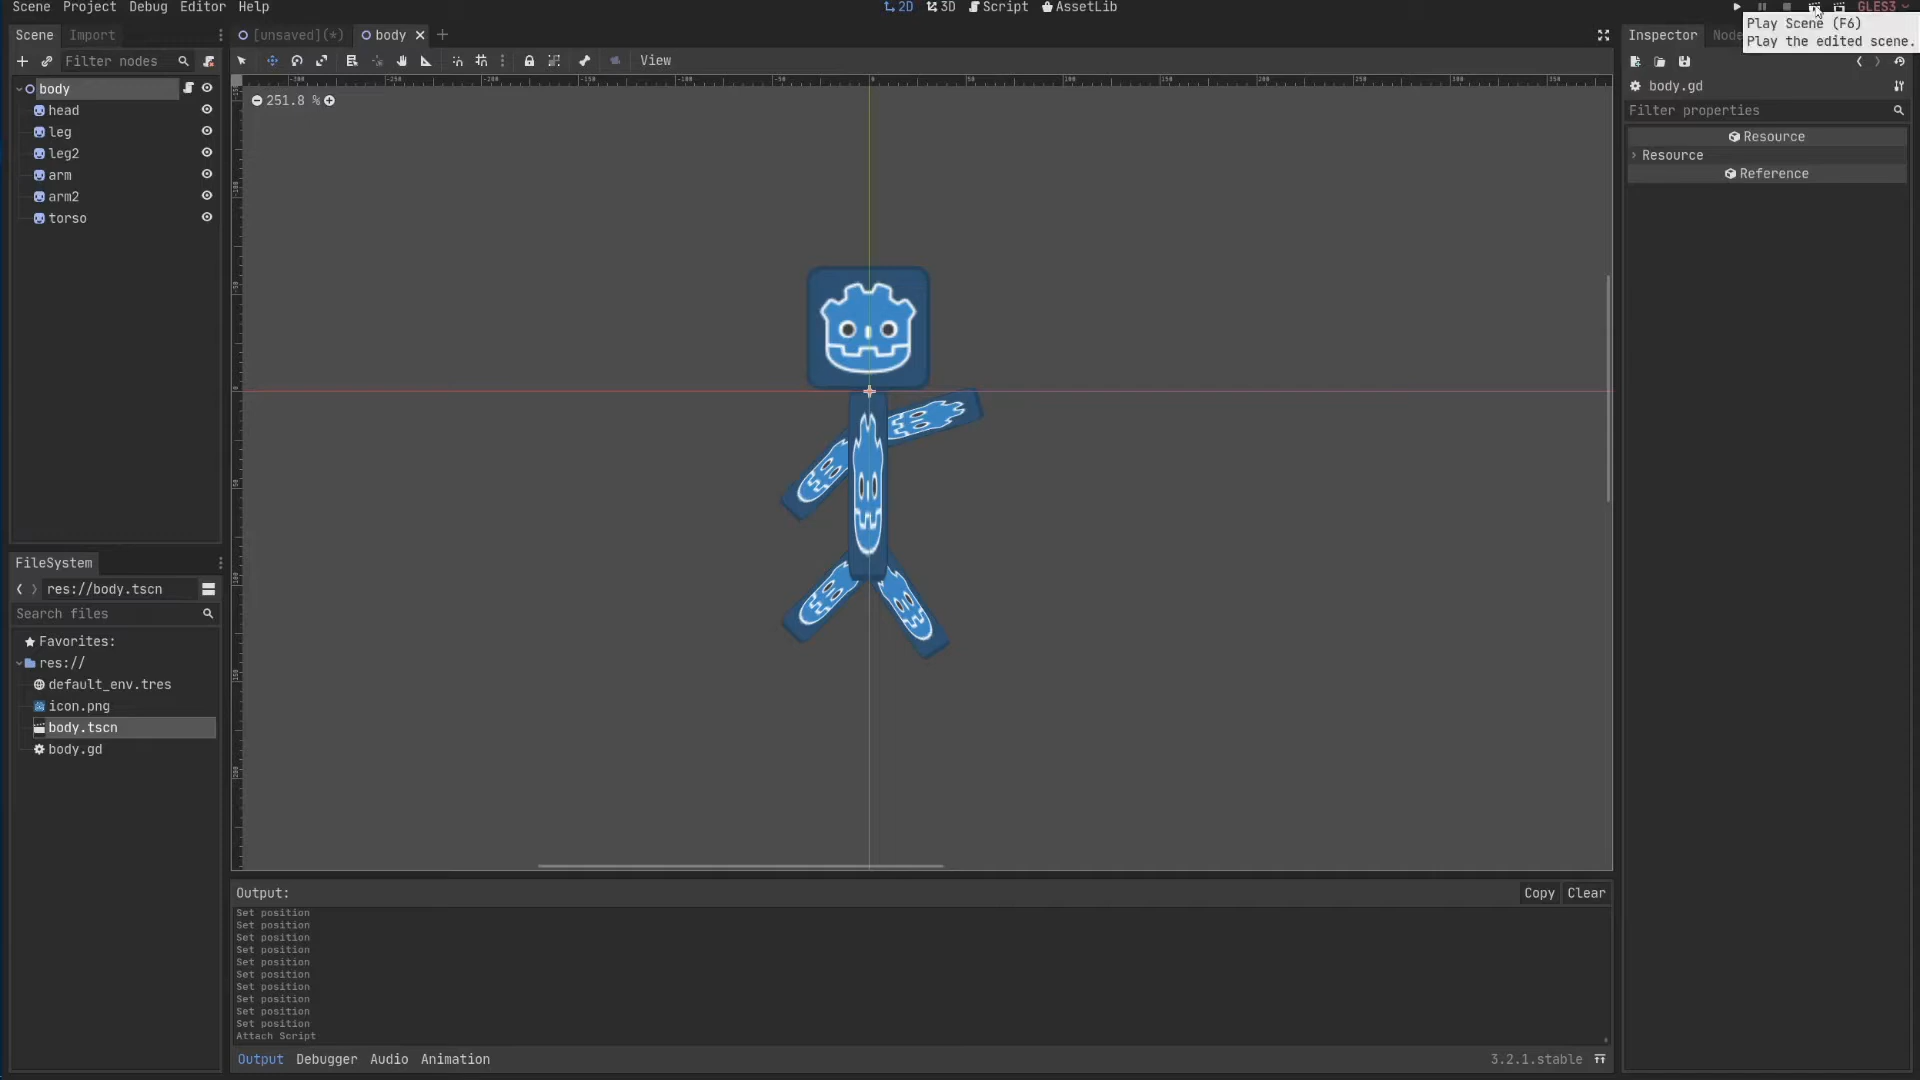 Scene Project Debug Editor Help
2D 3D Script AssetLib
GLES3
Play Scene (F6)
Play the edited scene.
Scene Import
[unsaved](*) body
Inspector
Filter nodes
View
body
body.gd
251.8 %
head
Filter properties
leg
Resource
leg2
Resource
arm
Reference
arm2
torso
FileSystem
res://body.tscn
Search files
Favorites:
res://
default_env.tres
icon.png
body.tscn
body.gd
Output:
Copy Clear
Set position
Set position
Set position
Set position
Set position
Set position
Set position
Set position
Set position
Set position
Attach Script
Output Debugger Audio Animation
3.2.1.stable